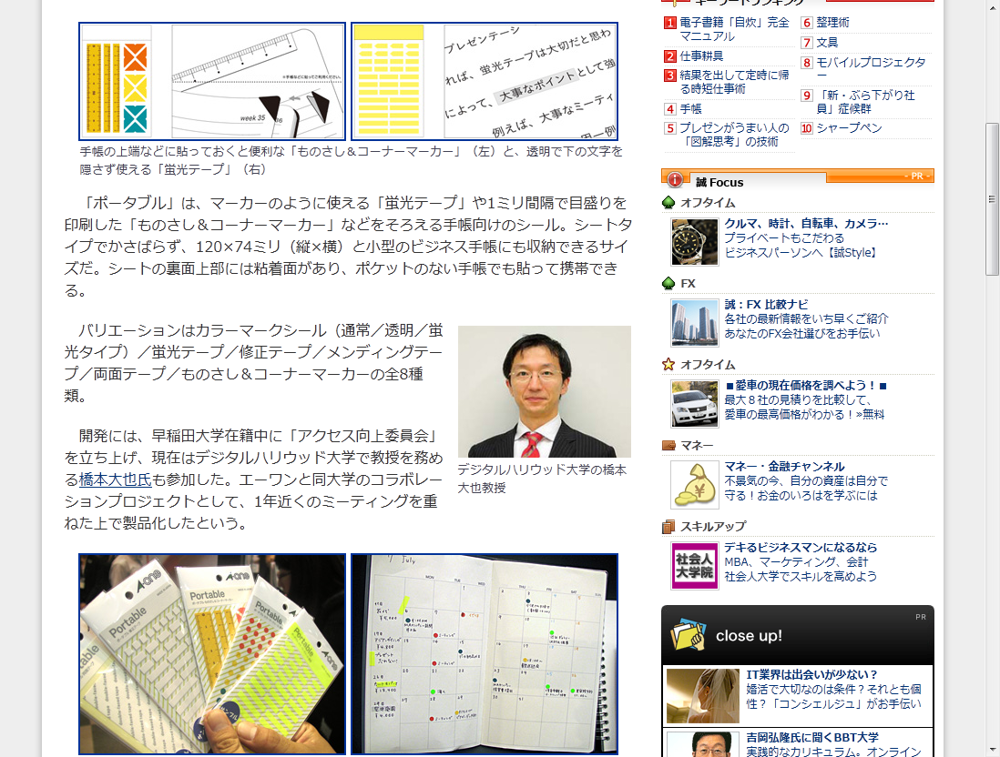 プレゼンテーシ
れば、蛍光テープは大切だと思わ
大事なポイントとして強
によって、
例えば、大事なミーティ
week 35
36
手帳の上端などに貼っておくと便利な「ものさし＆コーナーマーカー」（左）と、透明で下の文字を
隠さず使える「蛍光テープ」（右）
「ポータブル」は、マーカーのように使える「蛍光テープ」や1ミリ間隔で目盛りを
印刷した「ものさし＆コーナーマーカー」などをそろえる手帳向けのシール。シートタ
イプでかさばらず、120×74ミリ（縦×横）と小型のビジネス手帳にも収納できるサイ
ズだ。シートの裏面上部には粘着面があり、ポケットのない手帳でも貼って携帯でき
る。
バリエーションはカラーマークシール（通常／透明／蛍
光タイプ）／蛍光テープ／修正テープ／メンディングテー
プ／両面テープ／ものさし＆コーナーマーカーの全8種
類。
開発には、早稲田大学在籍中に「アクセス向上委員会」
を立ち上げ、現在はデジタルハリウッド大学で教授を務め
る橋本大也氏も参加した。エーワンと同大学のコラボレー
ションプロジェクトとして、1年近くのミーティングを重
ねた上で製品化したという。
デジタルハリウッド大学の橋本
大也教授
A-one
Portable
Portable
A-one
Portable
Portable
A-one
7 July
MON
TUE
WED
THU
FRI
SAT
SUN
キーワードランキング
1 電子書籍「自炊」完全
マニュアル
2 仕事耕具
3 結果を出して定時に帰
る時短仕事術
4 手帳
5 プレゼンがうまい人の
「図解思考」の技術
6 整理術
7 文具
8 モバイルプロジェクタ
ー
9 「新・ぶら下がり社
員」症候群
10 シャープペン
誠 Focus
- PR -
オフタイム
クルマ、時計、自転車、カメラ…
プライベートもこだわる
ビジネスパーソンへ【誠Style】
FX
誠：FX 比較ナビ
各社の最新情報をいち早くご紹介
あなたのFX会社選びをお手伝い
オフタイム
■愛車の現在価格を調べよう！■
最大８社の見積りを比較して、
愛車の最高価格がわかる！»無料
マネー
マネー・金融チャンネル
不景気の今、自分の資産は自分で
守る！お金のいろはを学ぶには
スキルアップ
社会人
大学院
デキるビジネスマンになるなら
MBA、マーケティング、会計
社会人大学でスキルを高めよう
PR
close up!
IT業界は出会いが少ない？
婚活で大切なのは条件？それとも個
性？「コンシェルジュ」がお手伝い
吉岡弘隆氏に聞くBBT大学
実践的なカリキュラム。オンライン